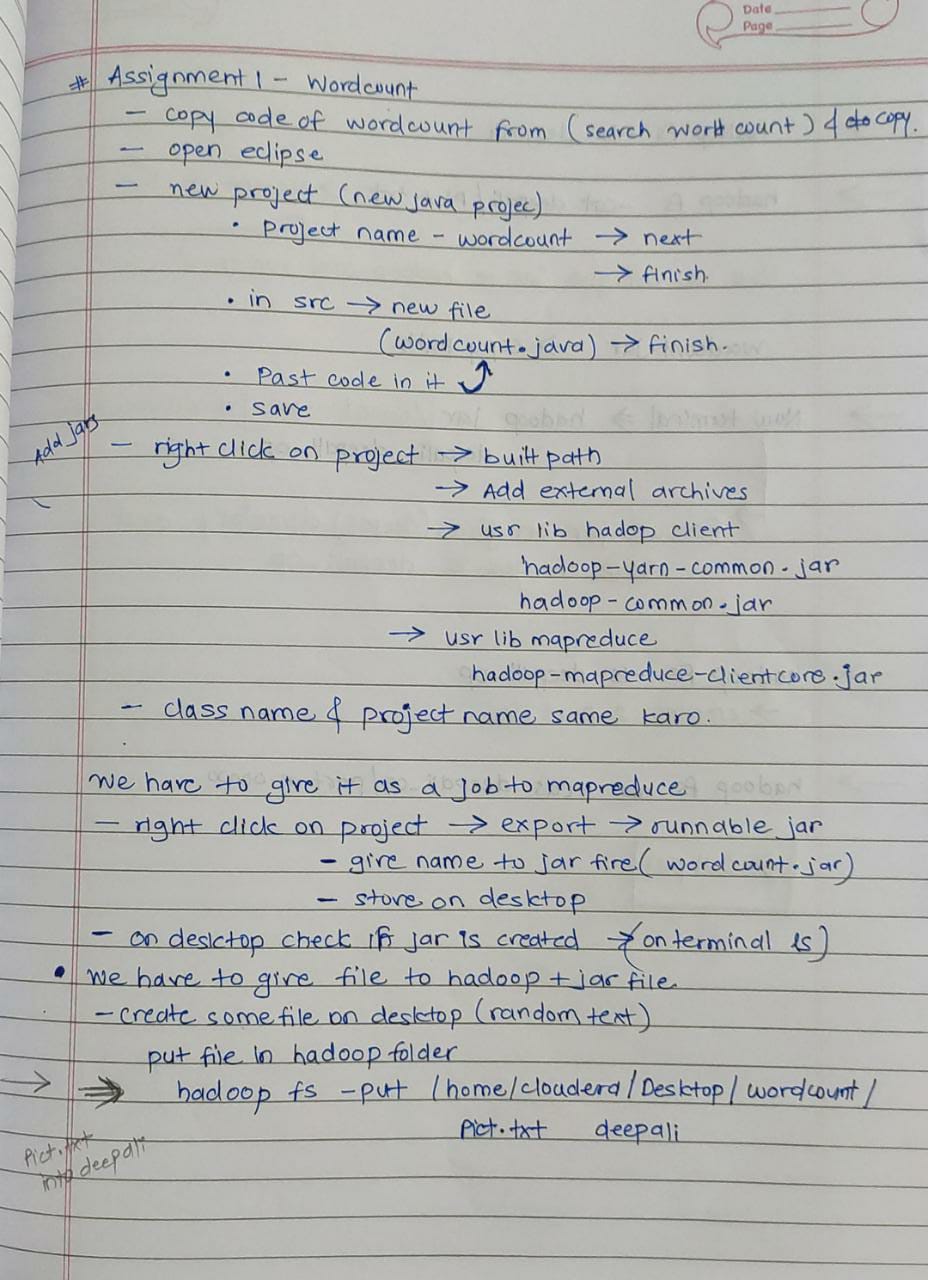 Date
Page
# Assignment 1 - Wordcount
- copy code of wordcount from (search word count) & copy.
- open eclipse
- new project (new java projec)
• Project name - wordcount → next
→ finish.
• in src → new file
(wordcount.java) → finish.
• Past code in it
• save
Add jars
- right click on project → built path
→ Add external archives
→ usr lib hadop client
hadoop-yarn-common.jar
hadoop-common.jar
→ usr lib mapreduce
hadoop-mapreduce-clientcore.jar
- class name & project name same karo.
we have to give it as a job to mapreduce
- right click on project → export → runnable jar
- give name to jar fire (wordcount.jar)
- store on desktop
- on desktop check if jar is created → (on terminal ls)
• we have to give file to hadoop + jar file
- create some file on desktop (random text)
put file in hadoop folder
→ ⇒ hadoop fs -put /home/cloudera/Desktop/wordcount/
Pict.txt deepali
Pict.txt
into deepali